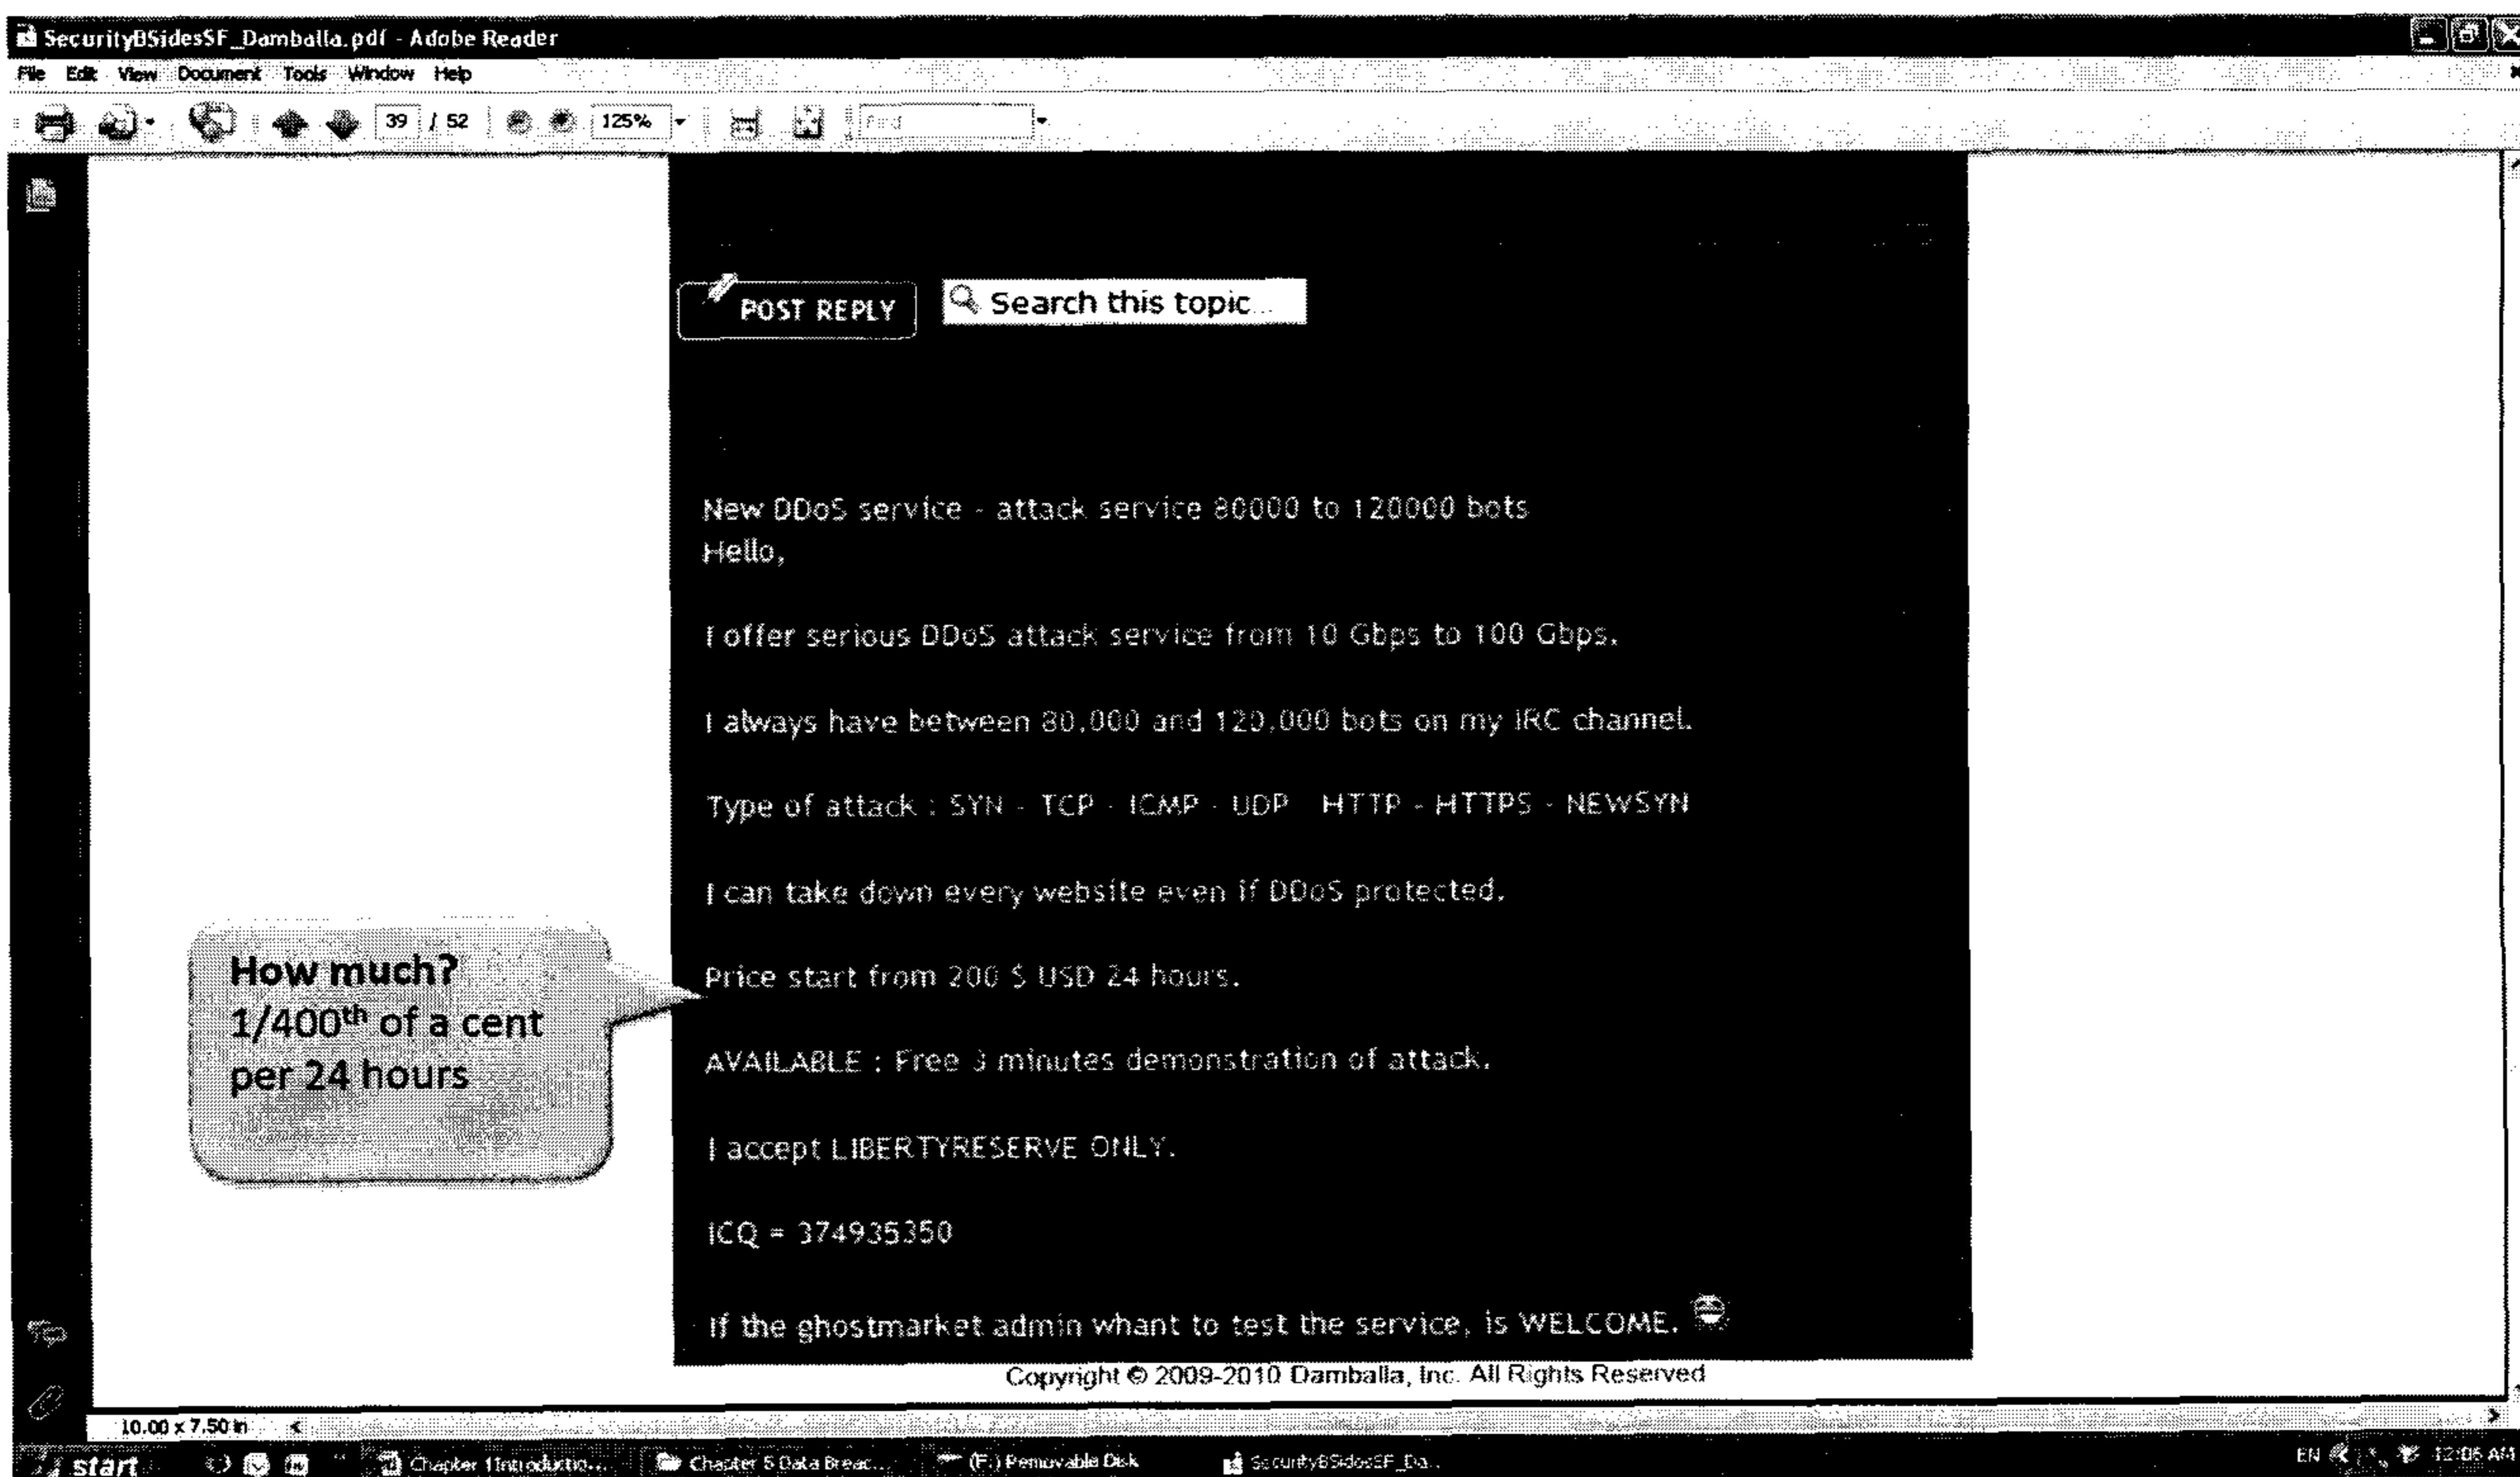 SecurityBSidesSF_Damballa.pdf - Adobe Reader
File Edit View Document Tools Window Help
39 / 52 125% Find
POST REPLY Search this topic...
New DDoS service - attack service 80000 to 120000 bots
Hello,
I offer serious DDoS attack service from 10 Gbps to 100 Gbps.
I always have between 80.000 and 120.000 bots on my IRC channel.
Type of attack : SYN - TCP - ICMP - UDP HTTP - HTTPS - NEWSYN
I can take down every website even if DDoS protected.
How much?
1/400th of a cent
per 24 hours
Price start from 200 $ USD 24 hours.
AVAILABLE : Free 3 minutes demonstration of attack.
I accept LIBERTYRESERVE ONLY.
ICQ = 374935350
If the ghostmarket admin whant to test the service, is WELCOME.
Copyright © 2009-2010 Damballa, Inc. All Rights Reserved
10.00 x 7.50 in
start Chapter 1Introductio... Chapter 5 Data Breac... (F:) Removable Disk SecurityBSidesSF_Da... EN 12:06 AM